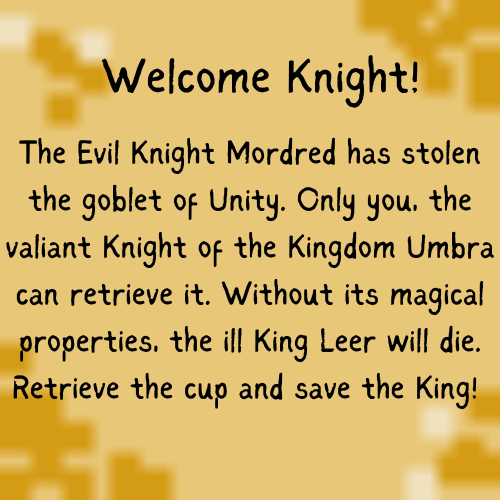 Welcome Knight!
The Evil Knight Mordred has stolen
the goblet of Unity. Only you, the
valiant Knight of the Kingdom Umbra
can retrieve it. Without its magical
properties, the ill King Leer will die.
Retrieve the cup and save the King!